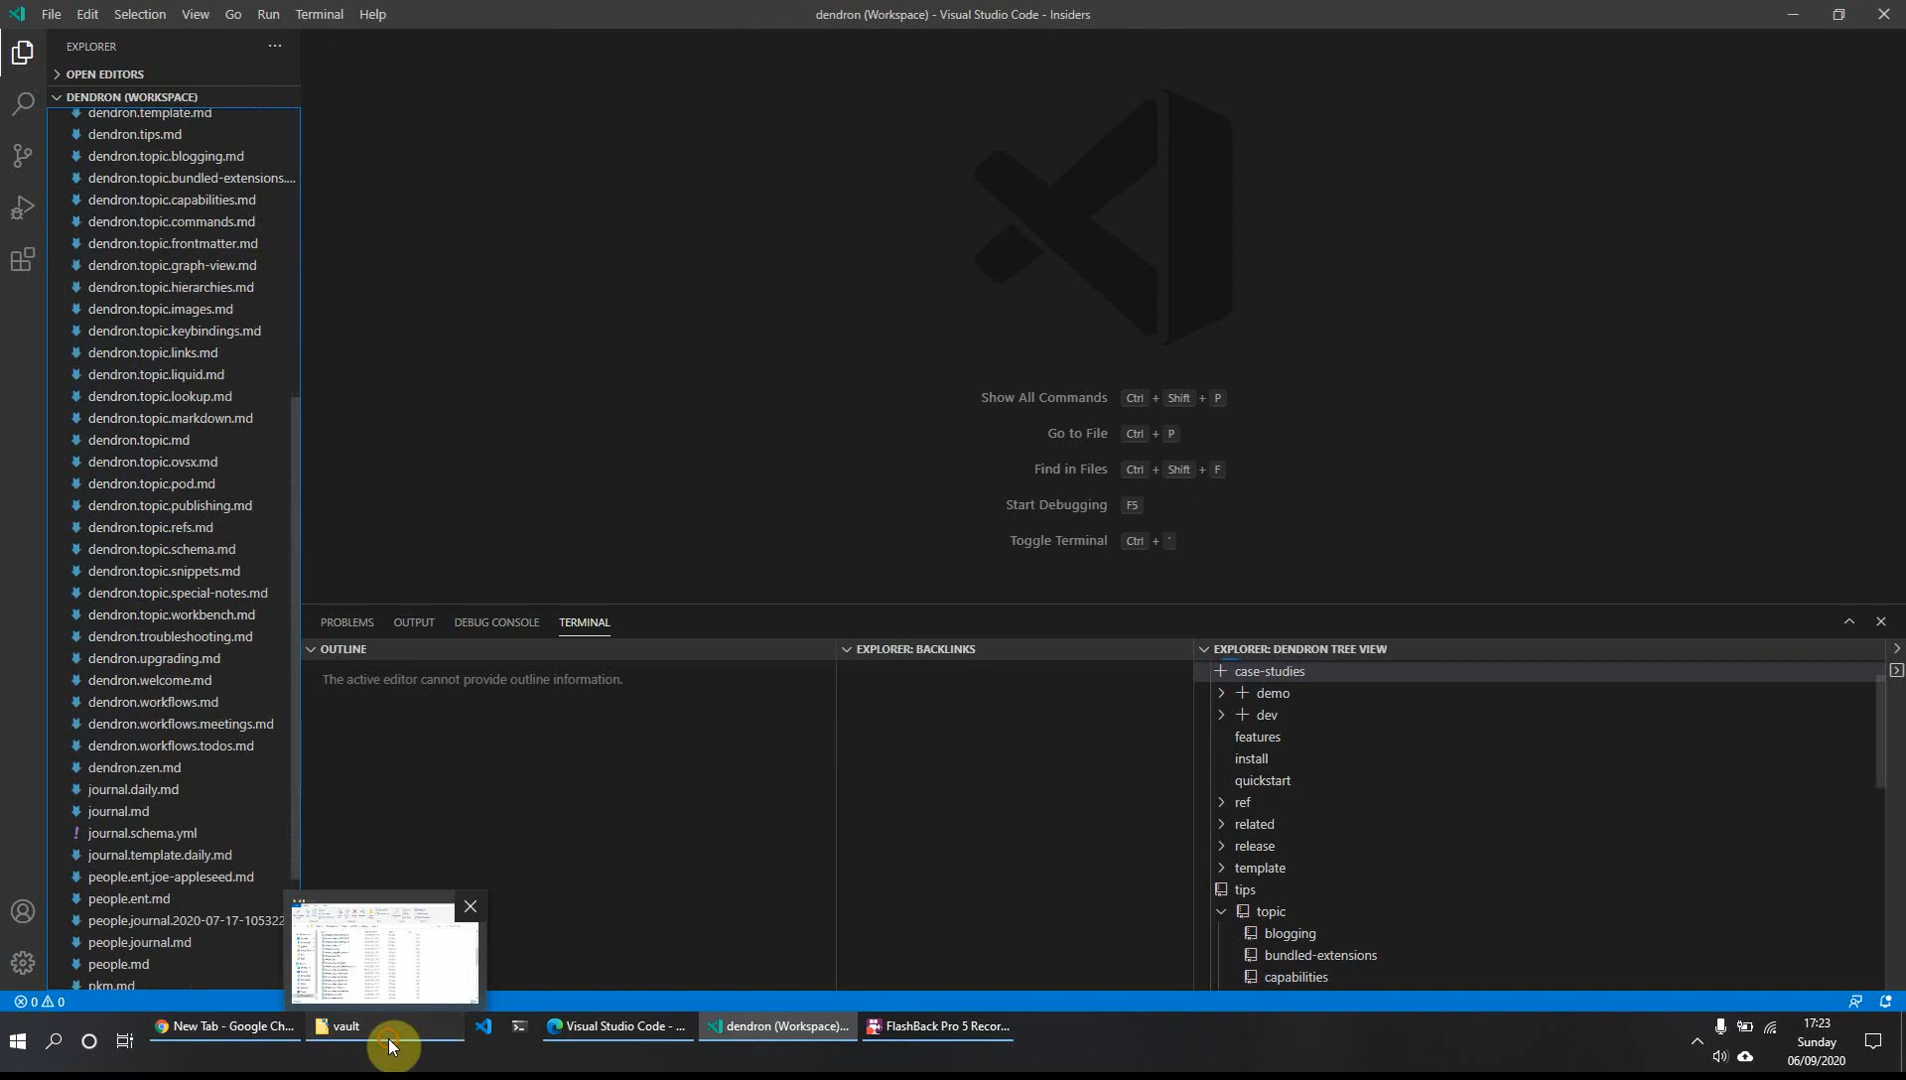 File Edit Selection View Go Run Terminal Help
dendron (Workspace) - Visual Studio Code - Insiders
EXPLORER
OPEN EDITORS
DENDRON (WORKSPACE)
dendron.template.md
dendron.tips.md
dendron.topic.blogging.md
dendron.topic.bundled-extensions....
dendron.topic.capabilities.md
dendron.topic.commands.md
dendron.topic.frontmatter.md
dendron.topic.graph-view.md
dendron.topic.hierarchies.md
dendron.topic.images.md
dendron.topic.keybindings.md
dendron.topic.links.md
dendron.topic.liquid.md
dendron.topic.lookup.md
dendron.topic.markdown.md
dendron.topic.md
dendron.topic.ovsx.md
dendron.topic.pod.md
dendron.topic.publishing.md
dendron.topic.refs.md
dendron.topic.schema.md
dendron.topic.snippets.md
dendron.topic.special-notes.md
dendron.topic.workbench.md
dendron.troubleshooting.md
dendron.upgrading.md
dendron.welcome.md
dendron.workflows.md
dendron.workflows.meetings.md
dendron.workflows.todos.md
dendron.zen.md
journal.daily.md
journal.md
journal.schema.yml
journal.template.daily.md
people.ent.joe-appleseed.md
people.ent.md
people.journal.2020-07-17-105322
people.journal.md
people.md
pkm.md
Show All Commands Ctrl + Shift + P
Go to File Ctrl + P
Find in Files Ctrl + Shift + F
Start Debugging F5
Toggle Terminal Ctrl + '
PROBLEMS OUTPUT DEBUG CONSOLE TERMINAL
OUTLINE
The active editor cannot provide outline information.
EXPLORER: BACKLINKS
EXPLORER: DENDRON TREE VIEW
case-studies
demo
dev
features
install
quickstart
ref
related
release
template
tips
topic
blogging
bundled-extensions
capabilities
0 0
New Tab - Google Ch...
vault
Visual Studio Code - ...
dendron (Workspace)...
FlashBack Pro 5 Recor...
17:23
Sunday
06/09/2020